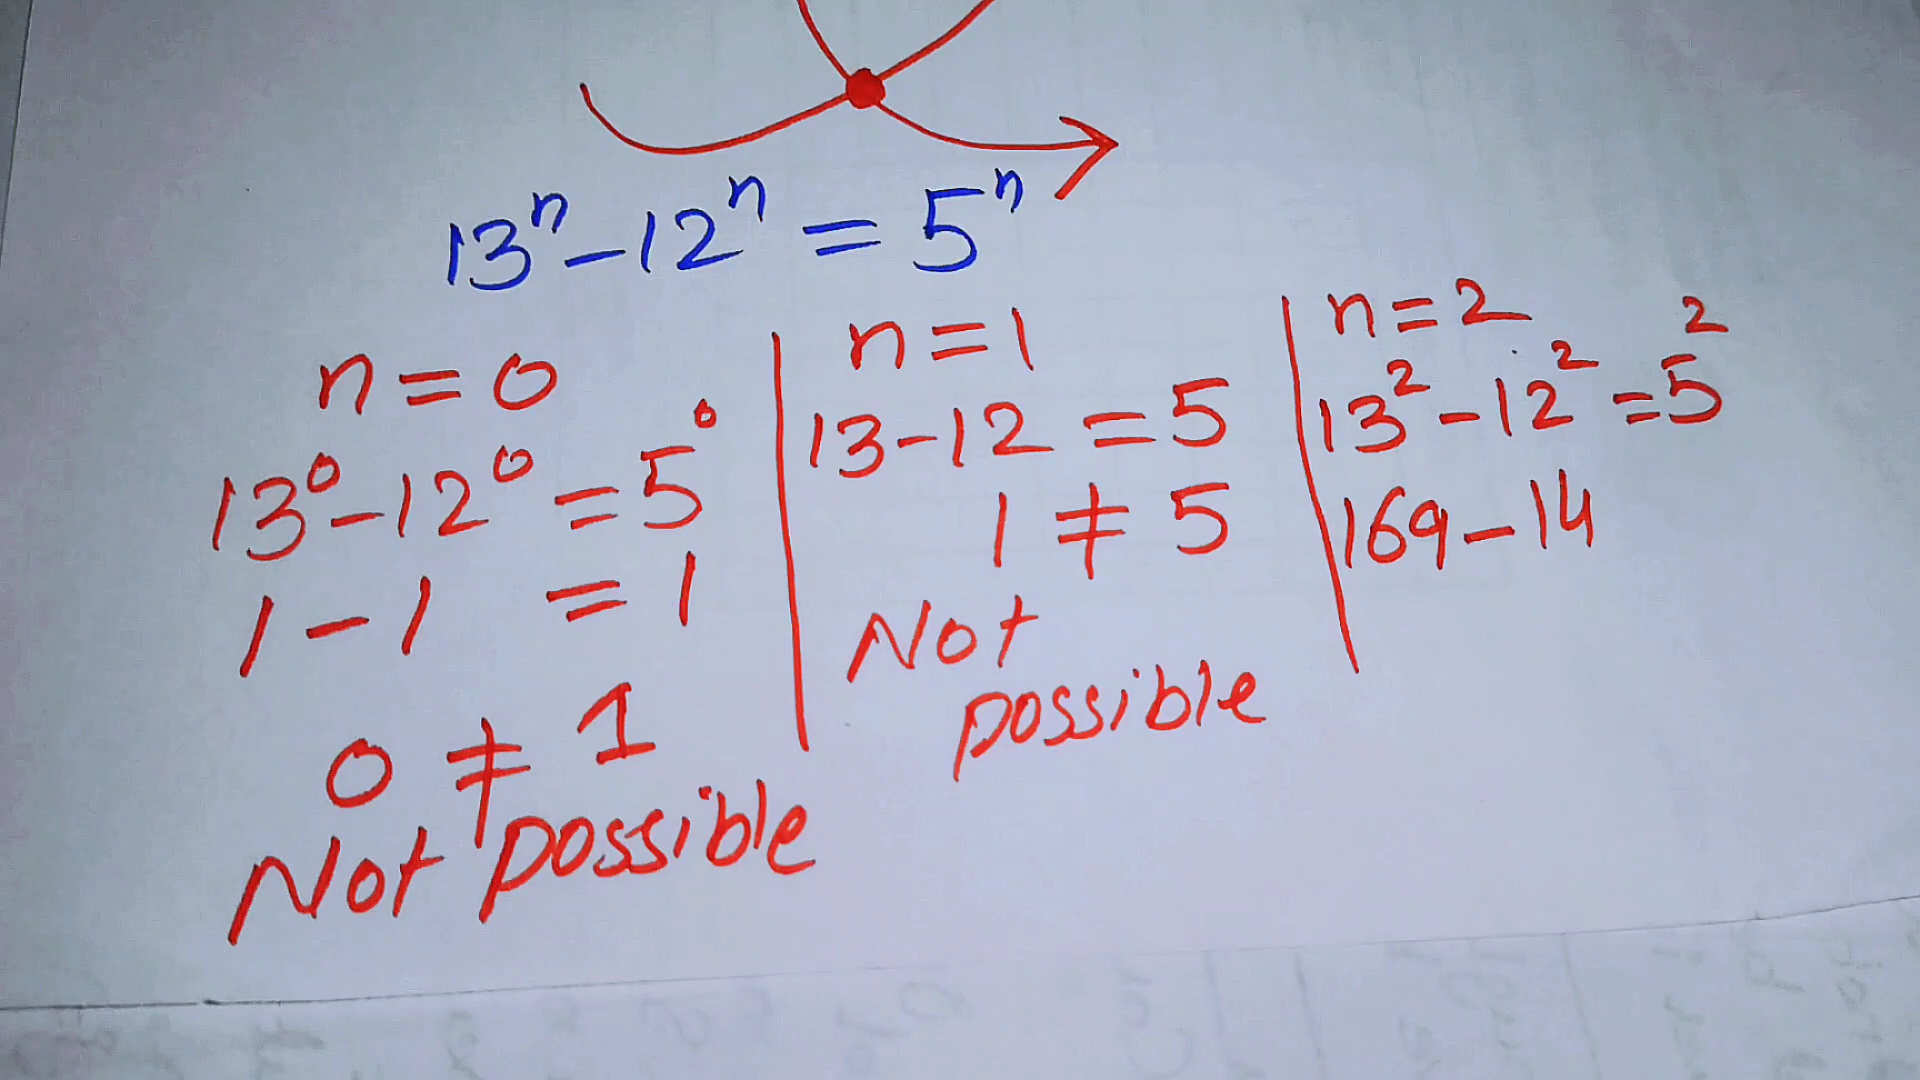 13ⁿ-12ⁿ = 5ⁿ
n=0
13⁰-12⁰ = 5⁰
1-1 = 1
0 ≠ 1
Not possible
n=1
13-12 = 5
1 ≠ 5
Not
possible
n=2
13²-12² = 5²
169-14